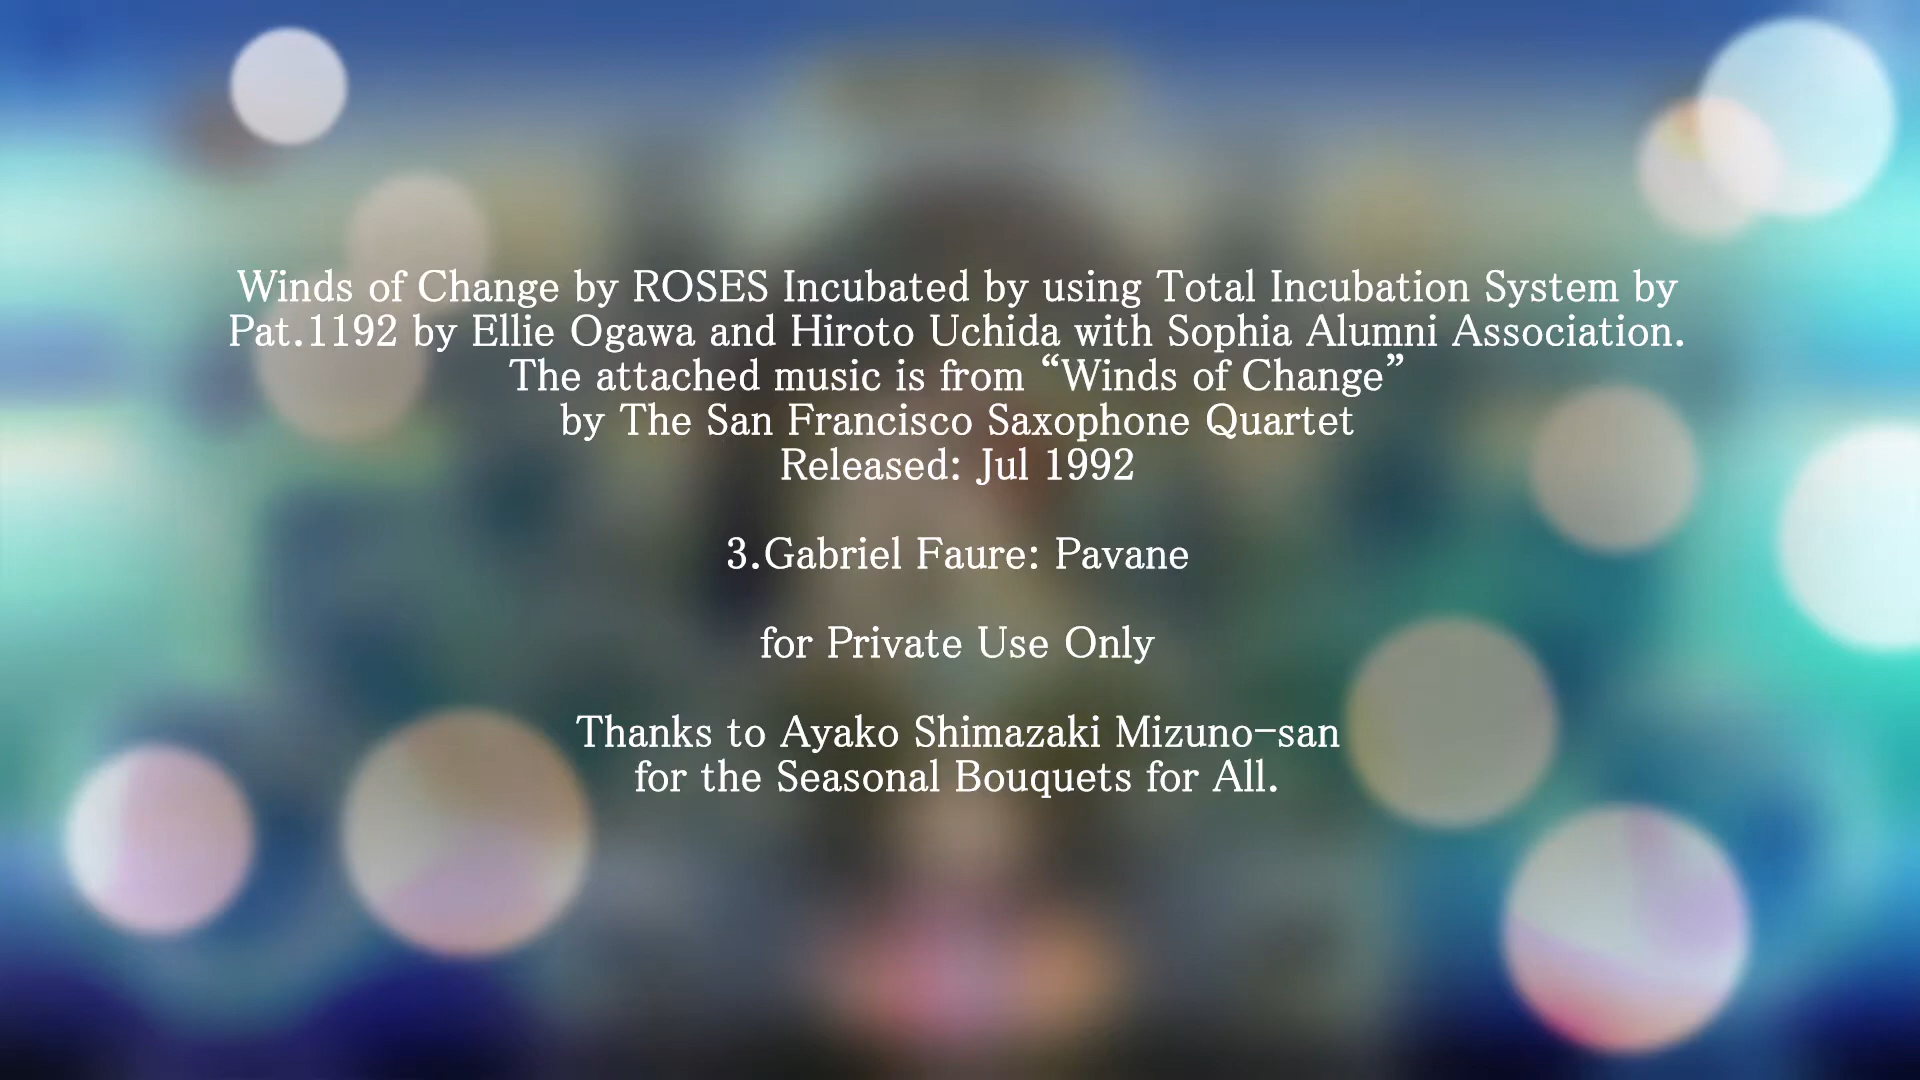 Winds of Change by ROSES Incubated by using Total Incubation System by
Pat.1192 by Ellie Ogawa and Hiroto Uchida with Sophia Alumni Association.
The attached music is from “Winds of Change”
by The San Francisco Saxophone Quartet
Released: Jul 1992
3.Gabriel Faure: Pavane
for Private Use Only
Thanks to Ayako Shimazaki Mizuno-san
for the Seasonal Bouquets for All.